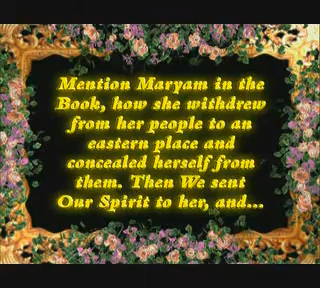 Mention Maryam in the
Book, how she withdrew
from her people to an
eastern place and
concealed herself from
them. Then We sent
Our Spirit to her, and...